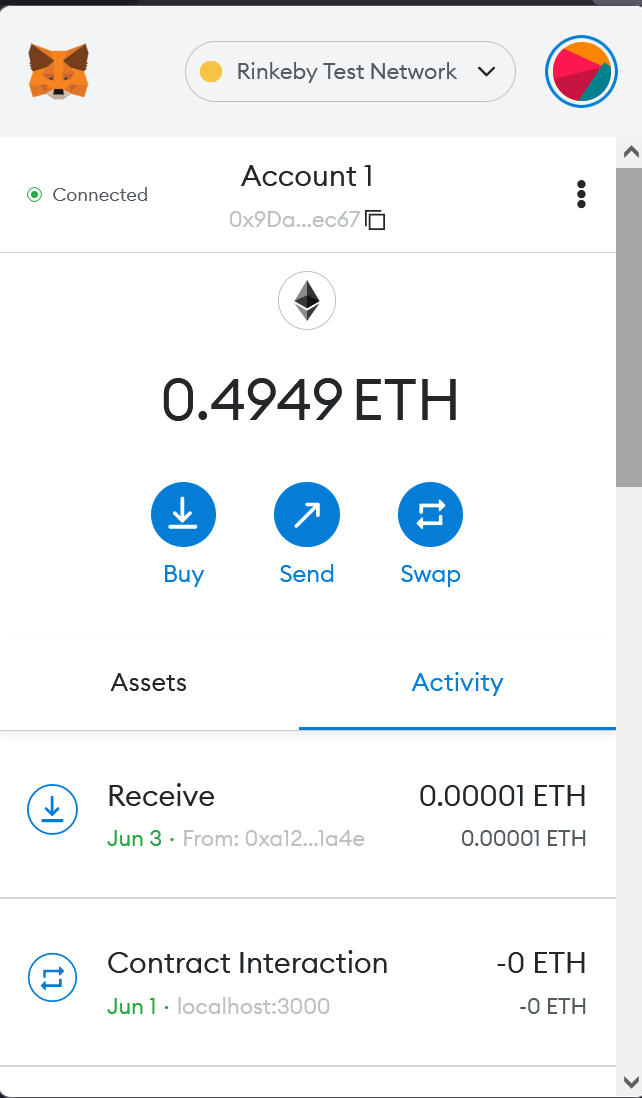 Rinkeby Test Network
Connected
Account 1
0x9Da...ec67
0.4949 ETH
Buy
Send
Swap
Assets
Activity
Receive
0.00001 ETH
Jun 3 · From: 0xa12...1a4e
0.00001 ETH
Contract Interaction
-0 ETH
Jun 1 · localhost:3000
-0 ETH